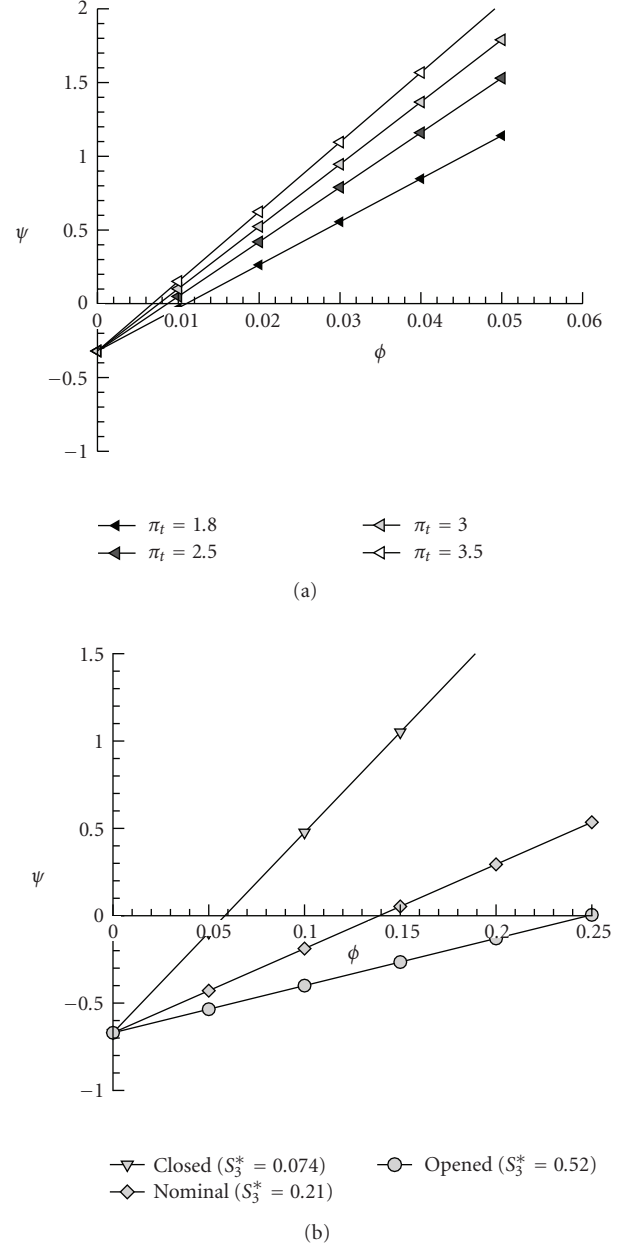 2
1.5
1
ψ
0.5
0
0 0.01 0.02 0.03 0.04 0.05 0.06
ϕ
−0.5
−1
π_t = 1.8 π_t = 3
π_t = 2.5 π_t = 3.5
(a)
1.5
1
0.5
ψ
0
0 0.05 0.1 0.15 0.2 0.25
ϕ
−0.5
−1
Closed (S_3^* = 0.074) Opened (S_3^* = 0.52)
Nominal (S_3^* = 0.21)
(b)